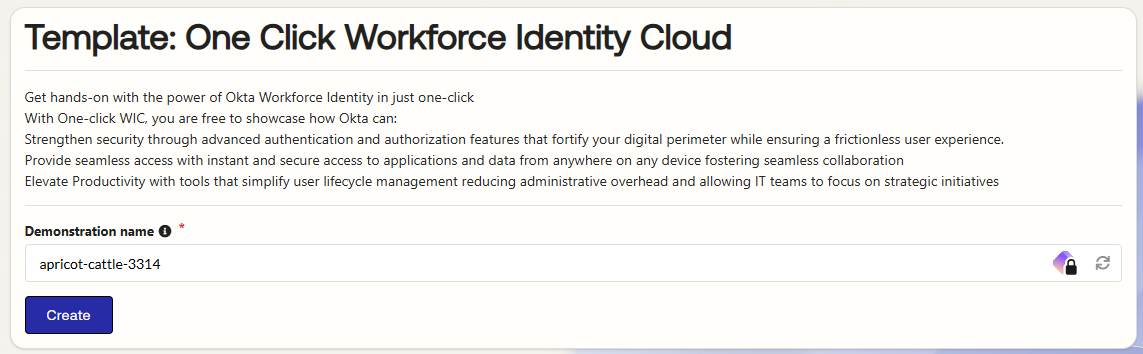 Template: One Click Workforce Identity Cloud
Get hands-on with the power of Okta Workforce Identity in just one-click
With One-click WIC, you are free to showcase how Okta can:
Strengthen security through advanced authentication and authorization features that fortify your digital perimeter while ensuring a frictionless user experience.
Provide seamless access with instant and secure access to applications and data from anywhere on any device fostering seamless collaboration
Elevate Productivity with tools that simplify user lifecycle management reducing administrative overhead and allowing IT teams to focus on strategic initiatives
Demonstration name *
apricot-cattle-3314
Create